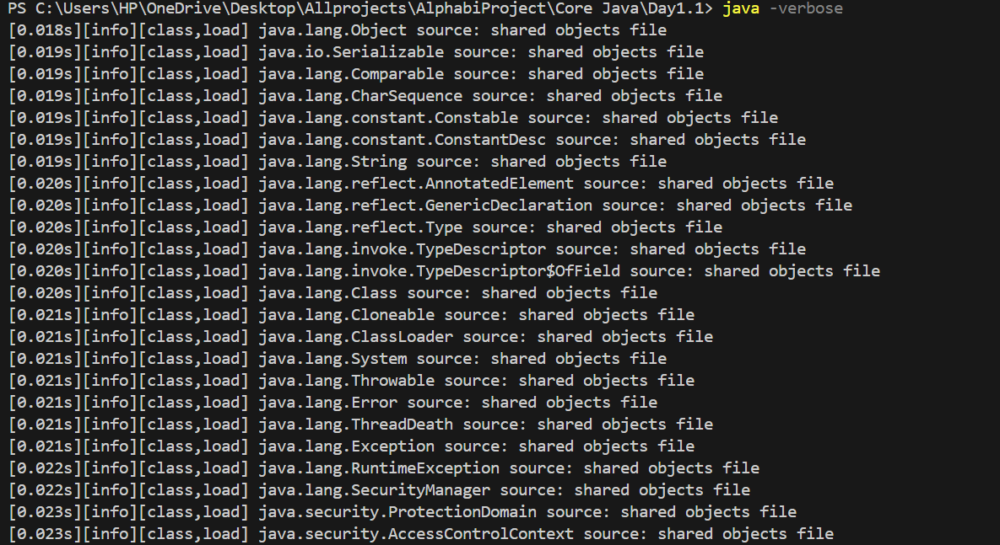 PS C:\Users\HP\OneDrive\Desktop\Allprojects\AlphabiProject\Core Java\Day1.1> java -verbose
[0.018s][info][class,load] java.lang.Object source: shared objects file
[0.019s][info][class,load] java.io.Serializable source: shared objects file
[0.019s][info][class,load] java.lang.Comparable source: shared objects file
[0.019s][info][class,load] java.lang.CharSequence source: shared objects file
[0.019s][info][class,load] java.lang.constant.Constable source: shared objects file
[0.019s][info][class,load] java.lang.constant.ConstantDesc source: shared objects file
[0.019s][info][class,load] java.lang.String source: shared objects file
[0.020s][info][class,load] java.lang.reflect.AnnotatedElement source: shared objects file
[0.020s][info][class,load] java.lang.reflect.GenericDeclaration source: shared objects file
[0.020s][info][class,load] java.lang.reflect.Type source: shared objects file
[0.020s][info][class,load] java.lang.invoke.TypeDescriptor source: shared objects file
[0.020s][info][class,load] java.lang.invoke.TypeDescriptor$OfField source: shared objects file
[0.020s][info][class,load] java.lang.Class source: shared objects file
[0.021s][info][class,load] java.lang.Cloneable source: shared objects file
[0.021s][info][class,load] java.lang.ClassLoader source: shared objects file
[0.021s][info][class,load] java.lang.System source: shared objects file
[0.021s][info][class,load] java.lang.Throwable source: shared objects file
[0.021s][info][class,load] java.lang.Error source: shared objects file
[0.021s][info][class,load] java.lang.ThreadDeath source: shared objects file
[0.021s][info][class,load] java.lang.Exception source: shared objects file
[0.022s][info][class,load] java.lang.RuntimeException source: shared objects file
[0.022s][info][class,load] java.lang.SecurityManager source: shared objects file
[0.023s][info][class,load] java.security.ProtectionDomain source: shared objects file
[0.023s][info][class,load] java.security.AccessControlContext source: shared objects file